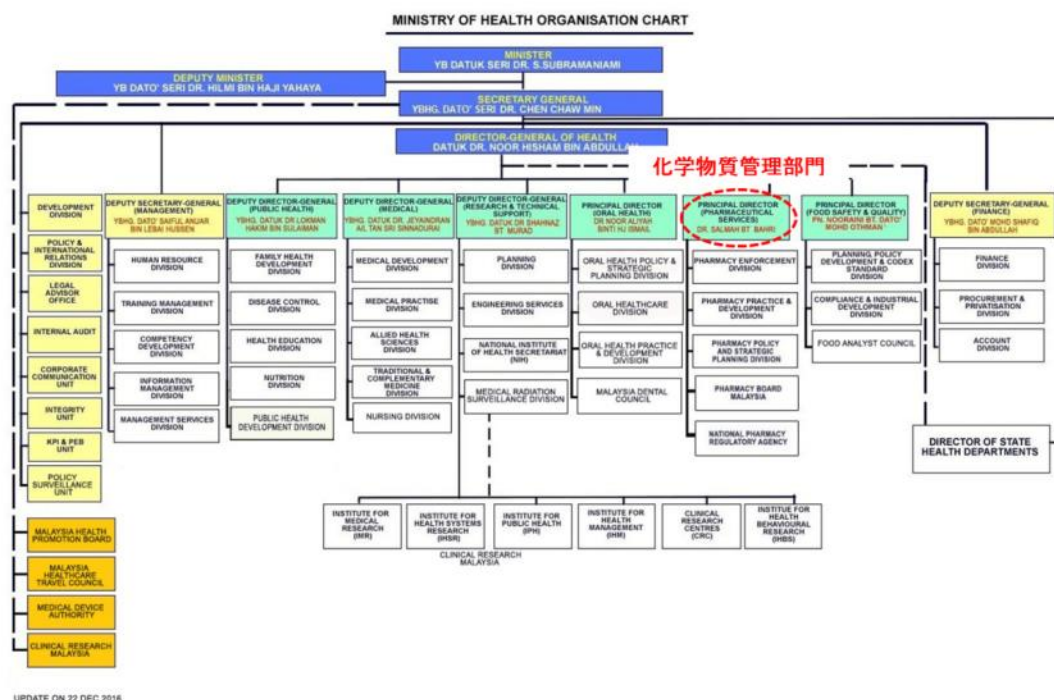 MINISTRY OF HEALTH ORGANISATION CHART
MINISTER
YB DATUK SERI DR. S.SUBRAMANIAMI
DEPUTY MINISTER
YB DATO' SERI DR. HILMI BIN HAJI YAHAYA
SECRETARY GENERAL
YBHG. DATO' SERI DR. CHEN CHAW MIN
DIRECTOR-GENERAL OF HEALTH
DATUK DR. NOOR HISHAM BIN ABDULLAH
化学物質管理部門
DEVELOPMENT
DIVISION
POLICY &
INTERNATIONAL
RELATIONS
DIVISION
LEGAL
ADVISOR
OFFICE
INTERNAL AUDIT
CORPORATE
COMMUNICATION
UNIT
INTEGRITY
UNIT
KPI & PEB
UNIT
POLICY
SURVEILLANCE
UNIT
MALAYSIA HEALTH
PROMOTION BOARD
MALAYSIA
HEALTHCARE
TRAVEL COUNCIL
MEDICAL DEVICE
AUTHORITY
CLINICAL RESEARCH
MALAYSIA
DEPUTY SECRETARY-GENERAL
(MANAGEMENT)
YBHG. DATO' SAIFUL ANUAR
BIN LEBAI HUSSEN
HUMAN RESOURCE
DIVISION
TRAINING MANAGEMENT
DIVISION
COMPETENCY
DEVELOPMENT
DIVISION
INFORMATION
MANAGEMENT
DIVISION
MANAGEMENT SERVICES
DIVISION
DEPUTY DIRECTOR-GENERAL
(PUBLIC HEALTH)
YBHG. DATUK DR LOKMAN
HAKIM BIN SULAIMAN
FAMILY HEALTH
DEVELOPMENT
DIVISION
DISEASE CONTROL
DIVISION
HEALTH EDUCATION
DIVISION
NUTRITION
DIVISION
PUBLIC HEALTH
DEVELOPMENT DIVISION
DEPUTY DIRECTOR-GENERAL
(MEDICAL)
YBHG. DATUK DR. JEYAINDRAN
A/L TAN SRI SINNADURAI
MEDICAL DEVELOPMENT
DIVISION
MEDICAL PRACTISE
DIVISION
ALLIED HEALTH
SCIENCES
DIVISION
TRADITIONAL &
COMPLEMENTARY
MEDICINE
DIVISION
NURSING DIVISION
DEPUTY DIRECTOR-GENERAL
(RESEARCH & TECHNICAL
SUPPORT)
YBHG. DATUK DR SHAHNAZ
BT MURAD
PLANNING
DIVISION
ENGINEERING SERVICES
DIVISION
NATIONAL INSTITUTE
OF HEALTH SECRETARIAT
(NIH)
MEDICAL RADIATION
SURVEILLANCE DIVISION
PRINCIPAL DIRECTOR
(ORAL HEALTH)
DR NOOR ALIYAH
BINTI HJ ISMAIL
ORAL HEALTH POLICY &
STRATEGIC
PLANNING DIVISION
ORAL HEALTHCARE
DIVISION
ORAL HEALTH PRACTICE
& DEVELOPMENT
DIVISION
MALAYSIA DENTAL
COUNCIL
PRINCIPAL DIRECTOR
(PHARMACEUTICAL
SERVICES)
DR. SALMAH BT. BAHRI
PHARMACY ENFORCEMENT
DIVISION
PHARMACY PRACTICE &
DEVELOPMENT
DIVISION
PHARMACY POLICY
AND STRATEGIC
PLANNING DIVISION
PHARMACY BOARD
MALAYSIA
NATIONAL PHARMACY
REGULATORY AGENCY
PRINCIPAL DIRECTOR
(FOOD SAFETY & QUALITY)
PN. NOORAINI BT. DATO'
MOHD OTHMAN
PLANNING, POLICY
DEVELOPMENT & CODEX
STANDARD
DIVISION
COMPLIANCE & INDUSTRIAL
DEVELOPMENT
DIVISION
FOOD ANALYST COUNCIL
DEPUTY SECRETARY-GENERAL
(FINANCE)
YBHG. DATO' MOHD SHAFIQ
BIN ABDULLAH
FINANCE
DIVISION
PROCUREMENT &
PRIVATISATION
DIVISION
ACCOUNT
DIVISION
DIRECTOR OF STATE
HEALTH DEPARTMENTS
INSTITUTE FOR
MEDICAL
RESEARCH
(IMR)
INSTITUTE FOR
HEALTH SYSTEMS
RESEARCH
(IHSR)
INSTITUTE FOR
PUBLIC HEALTH
(IPH)
INSTITUTE FOR
HEALTH
MANAGEMENT
(IHM)
CLINICAL
RESEARCH
CENTRES
(CRC)
INSTITUE FOR
HEALTH
BEHAVIOURAL
RESEARCH (IHBS)
CLINICAL RESEARCH
MALAYSIA
UPDATE ON 22 DEC 2016